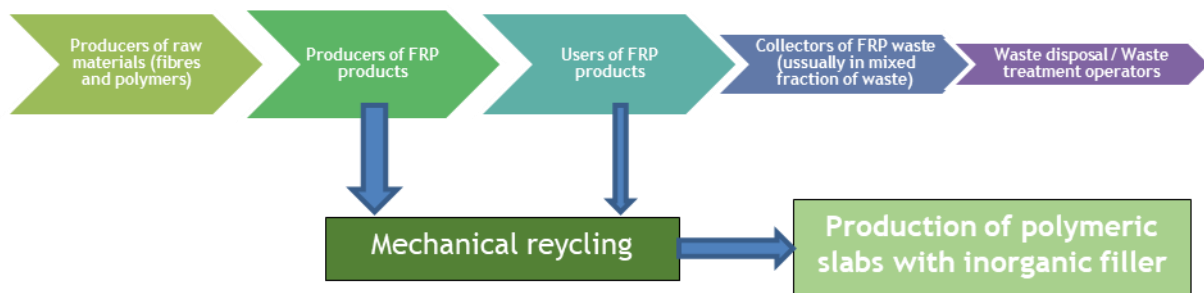 Producers of raw
materials (fibres
and polymers)
Producers of FRP
products
Users of FRP
products
Collectors of FRP waste
(ussually in mixed
fraction of waste)
Waste disposal / Waste
treatment operators
Mechanical reycling
Production of polymeric
slabs with inorganic filler